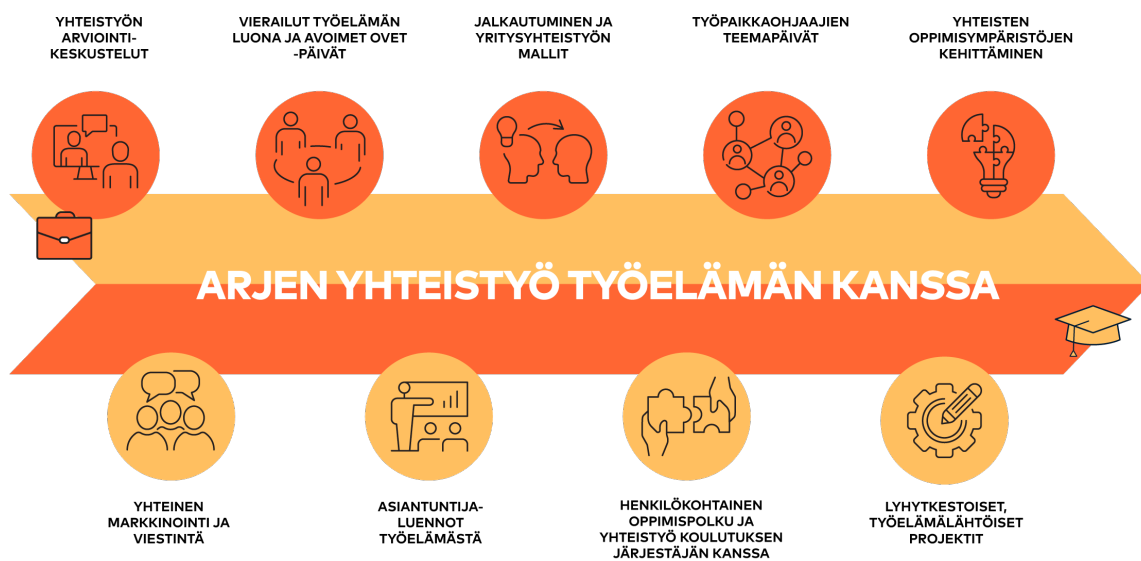 YHTEISTYÖN
ARVIOINTI-
KESKUSTELUT
VIERAILUT TYÖELÄMÄN
LUONA JA AVOIMET OVET
-PÄIVÄT
JALKAUTUMINEN JA
YRITYSYHTEISTYÖN
MALLIT
TYÖPAIKKAOHJAAJIEN
TEEMAPÄIVÄT
YHTEISTEN
OPPIMISYMPÄRISTÖJEN
KEHITTÄMINEN
ARJEN YHTEISTYÖ TYÖELÄMÄN KANSSA
YHTEINEN
MARKKINOINTI JA
VIESTINTÄ
ASIANTUNTIJA-
LUENNOT
TYÖELÄMÄSTÄ
HENKILÖKOHTAINEN
OPPIMISPOLKU JA
YHTEISTYÖ KOULUTUKSEN
JÄRJESTÄJÄN KANSSA
LYHYTKESTOISET,
TYÖELÄMÄLÄHTÖISET
PROJEKTIT